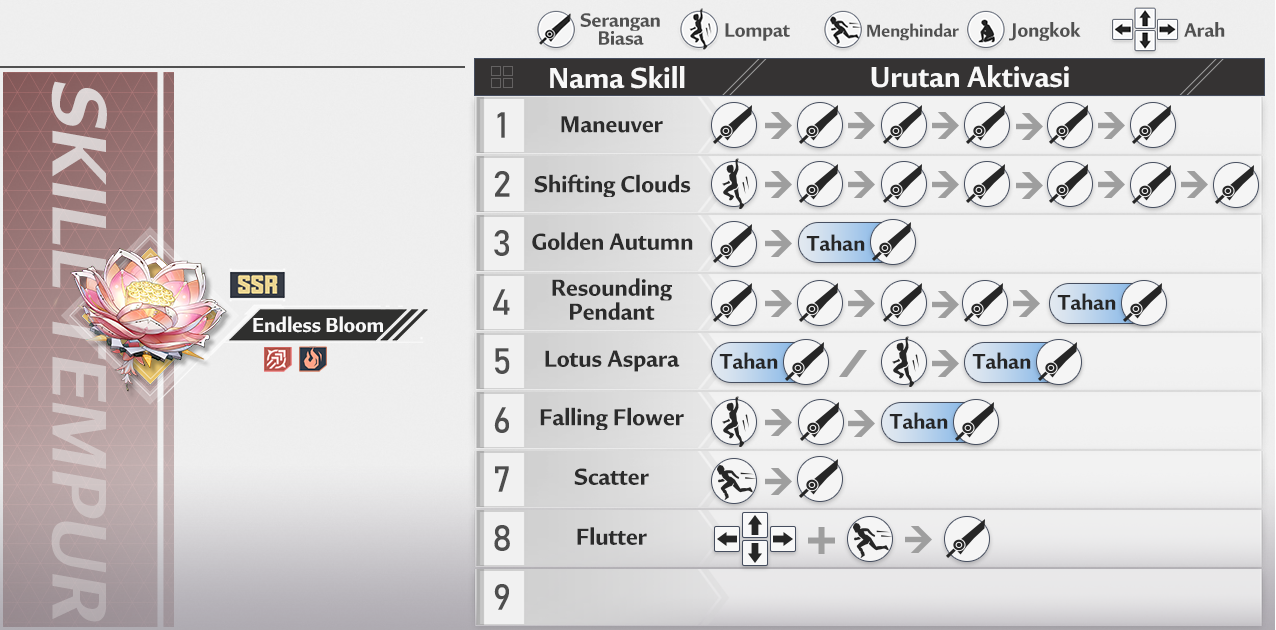 Serangan
Biasa
Lompat
Menghindar
Jongkok
Arah
SKILL TEMPUR
SSR
Endless Bloom
Nama Skill
Urutan Aktivasi
1
Maneuver
2
Shifting Clouds
3
Golden Autumn
Tahan
4
Resounding
Pendant
Tahan
5
Lotus Aspara
Tahan
/
Tahan
6
Falling Flower
Tahan
7
Scatter
8
Flutter
+
9